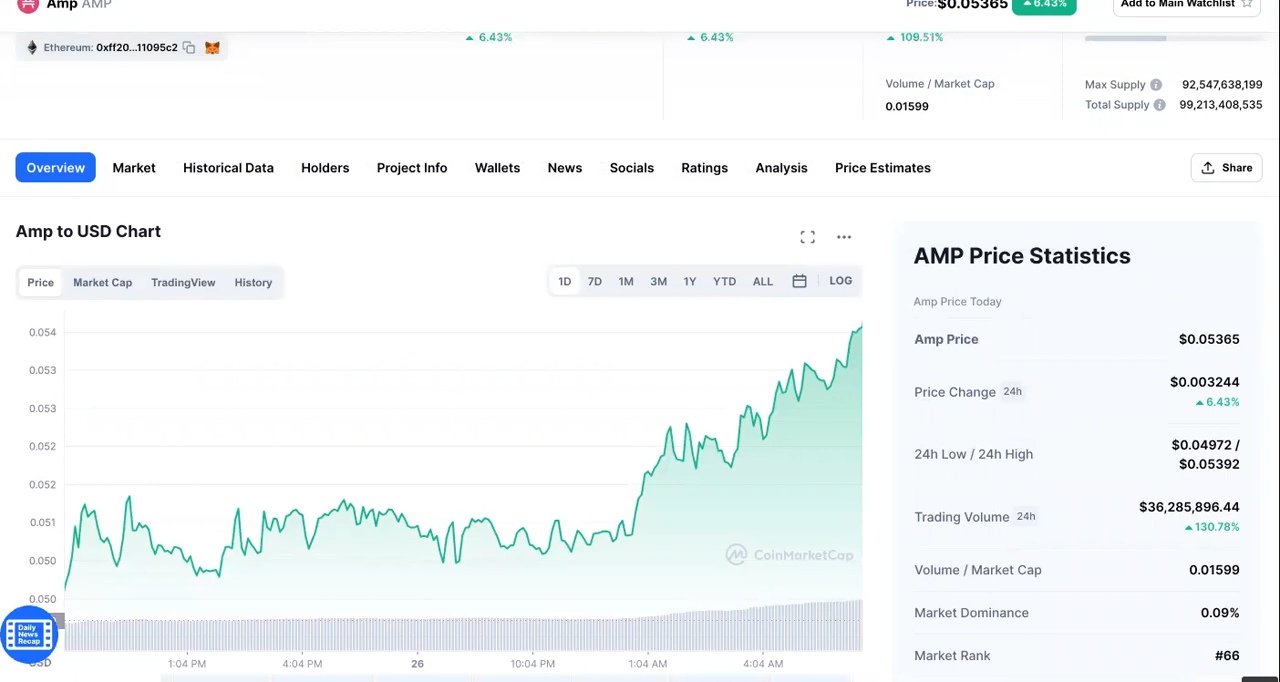 Amp AMP
Price:$0.05365
6.43%
Add to Main Watchlist
Ethereum: 0xff20...11095c2
6.43%
6.43%
109.51%
Volume / Market Cap
0.01599
Max Supply 92,547,638,199
Total Supply 99,213,408,535
Overview
Market
Historical Data
Holders
Project Info
Wallets
News
Socials
Ratings
Analysis
Price Estimates
Share
Amp to USD Chart
Price
Market Cap
TradingView
History
1D
7D
1M
3M
1Y
YTD
ALL
LOG
0.054
0.053
0.053
0.052
0.052
0.051
0.050
0.050
CoinMarketCap
Daily
News
Recap
USD
1:04 PM
4:04 PM
26
10:04 PM
1:04 AM
4:04 AM
AMP Price Statistics
Amp Price Today
Amp Price
$0.05365
Price Change 24h
$0.003244
6.43%
24h Low / 24h High
$0.04972 /
$0.05392
Trading Volume 24h
$36,285,896.44
130.78%
Volume / Market Cap
0.01599
Market Dominance
0.09%
Market Rank
#66